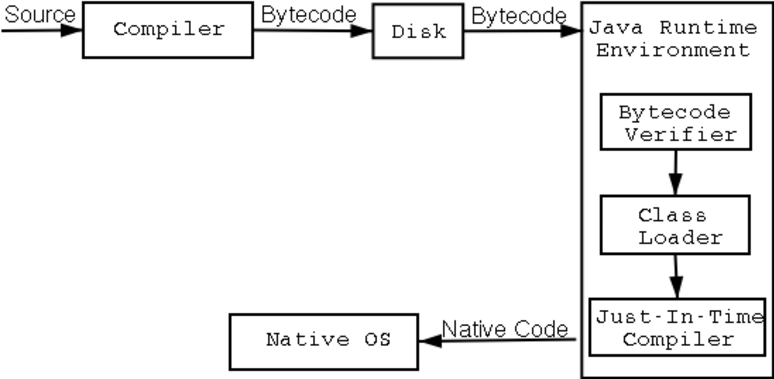 Source
Compiler
Bytecode
Disk
Bytecode
Java Runtime
Environment
Bytecode
Verifier
Class
Loader
Just-In-Time
Compiler
Native Code
Native OS